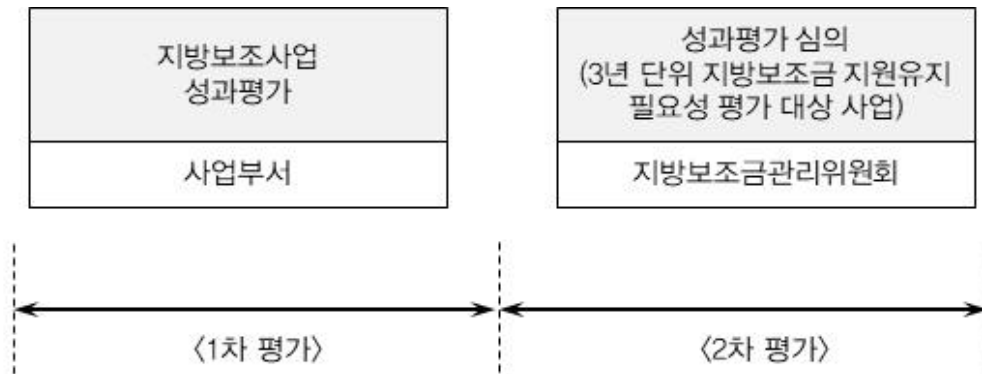 지방보조사업
성과평가
사업부서
성과평가 심의
(3년 단위 지방보조금 지원유지
필요성 평가 대상 사업)
지방보조금관리위원회
〈1차 평가〉
〈2차 평가〉